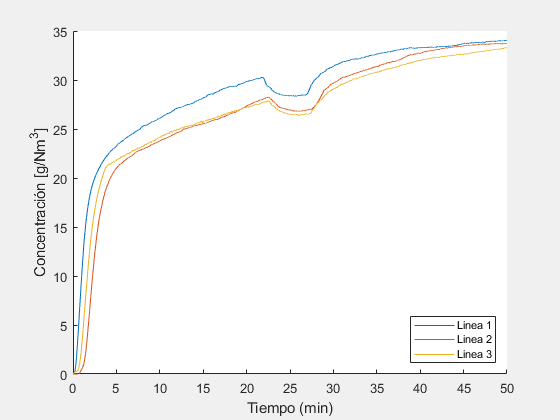 35
30
25
20
15
10
5
0
Concentración [g/Nm3]
0 5 10 15 20 25 30 35 40 45 50
Tiempo (min)
Linea 1
Linea 2
Linea 3